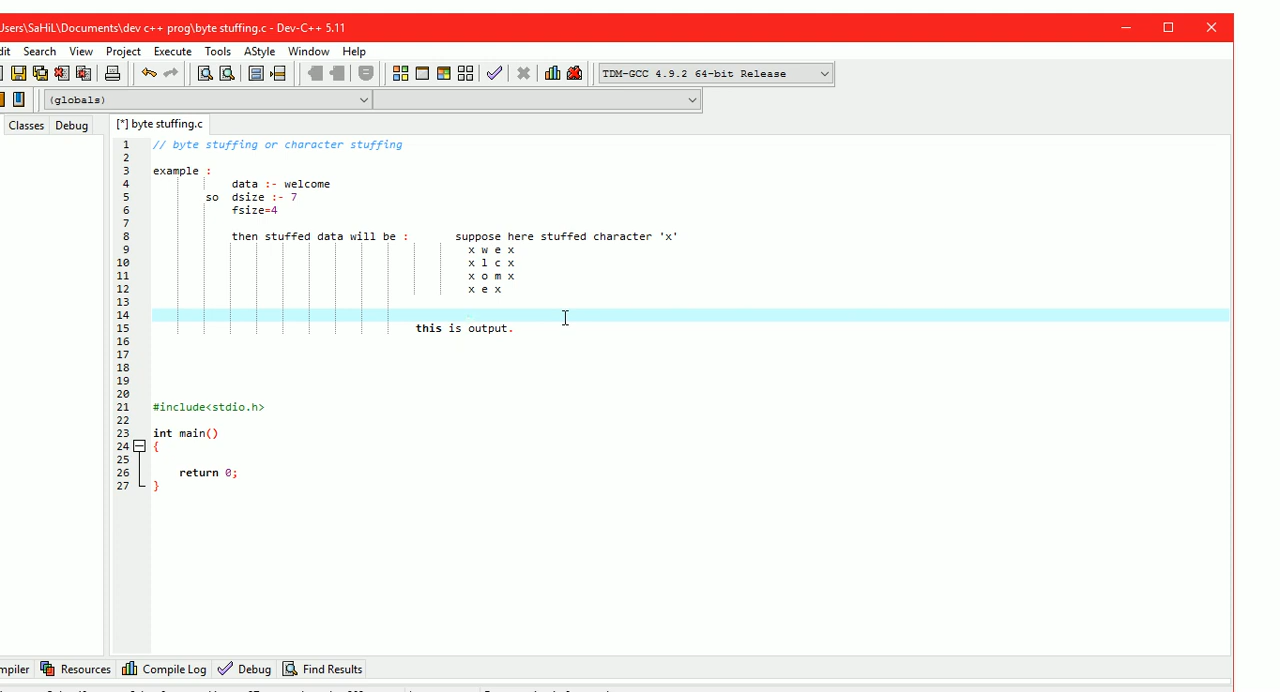 Jsers\SaHiL\Documents\dev c++ prog\byte stuffing.c - Dev-C++ 5.11
dit Search View Project Execute Tools AStyle Window Help
TDM-GCC 4.9.2 64-bit Release
(globals)
Classes Debug [*] byte stuffing.c
1 // byte stuffing or character stuffing
2
3 example :
4 data :- welcome
5 so dsize :- 7
6 fsize=4
7
8 then stuffed data will be : suppose here stuffed character 'x'
9 x w e x
10 x l c x
11 x o m x
12 x e x
13
14
15 this is output.
16
17
18
19
20
21 #include<stdio.h>
22
23 int main()
24 {
25
26 return 0;
27 }
mpiler Resources Compile Log Debug Find Results